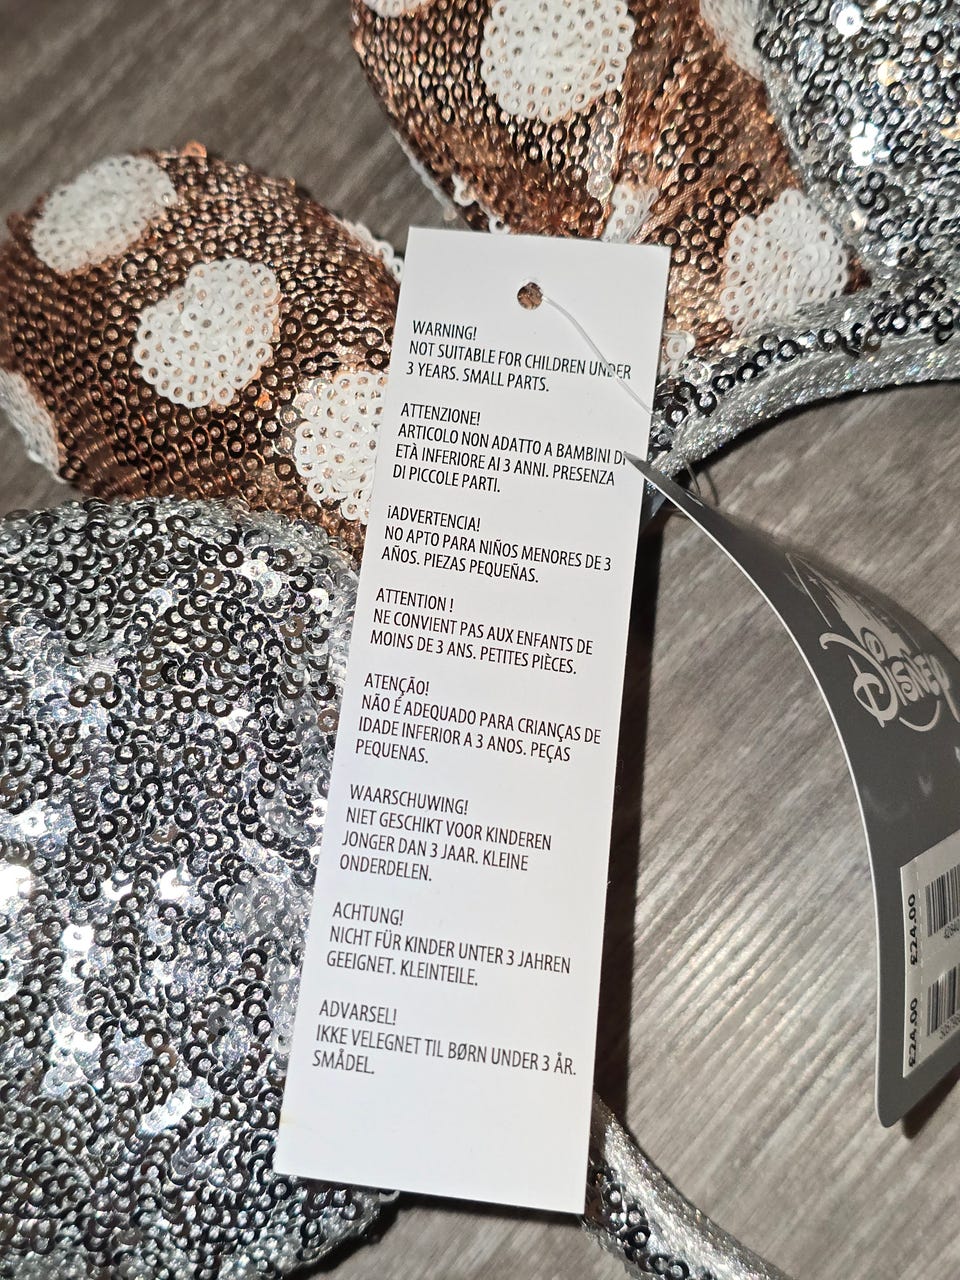 WARNING!
NOT SUITABLE FOR CHILDREN UNDER
3 YEARS. SMALL PARTS.
ATTENZIONE!
ARTICOLO NON ADATTO A BAMBINI DI
ETÀ INFERIORE AI 3 ANNI. PRESENZA
DI PICCOLE PARTI.
¡ADVERTENCIA!
NO APTO PARA NIÑOS MENORES DE 3
AÑOS. PIEZAS PEQUEÑAS.
ATTENTION !
NE CONVIENT PAS AUX ENFANTS DE
MOINS DE 3 ANS. PETITES PIÈCES.
ATENÇÃO!
NÃO É ADEQUADO PARA CRIANÇAS DE
IDADE INFERIOR A 3 ANOS. PEÇAS
PEQUENAS.
WAARSCHUWING!
NIET GESCHIKT VOOR KINDEREN
JONGER DAN 3 JAAR. KLEINE
ONDERDELEN.
ACHTUNG!
NICHT FÜR KINDER UNTER 3 JAHREN
GEEIGNET. KLEINTEILE.
ADVARSEL!
IKKE VELEGNET TIL BØRN UNDER 3 ÅR.
SMÅDEL.
DISNEY
£24.00
£24.00